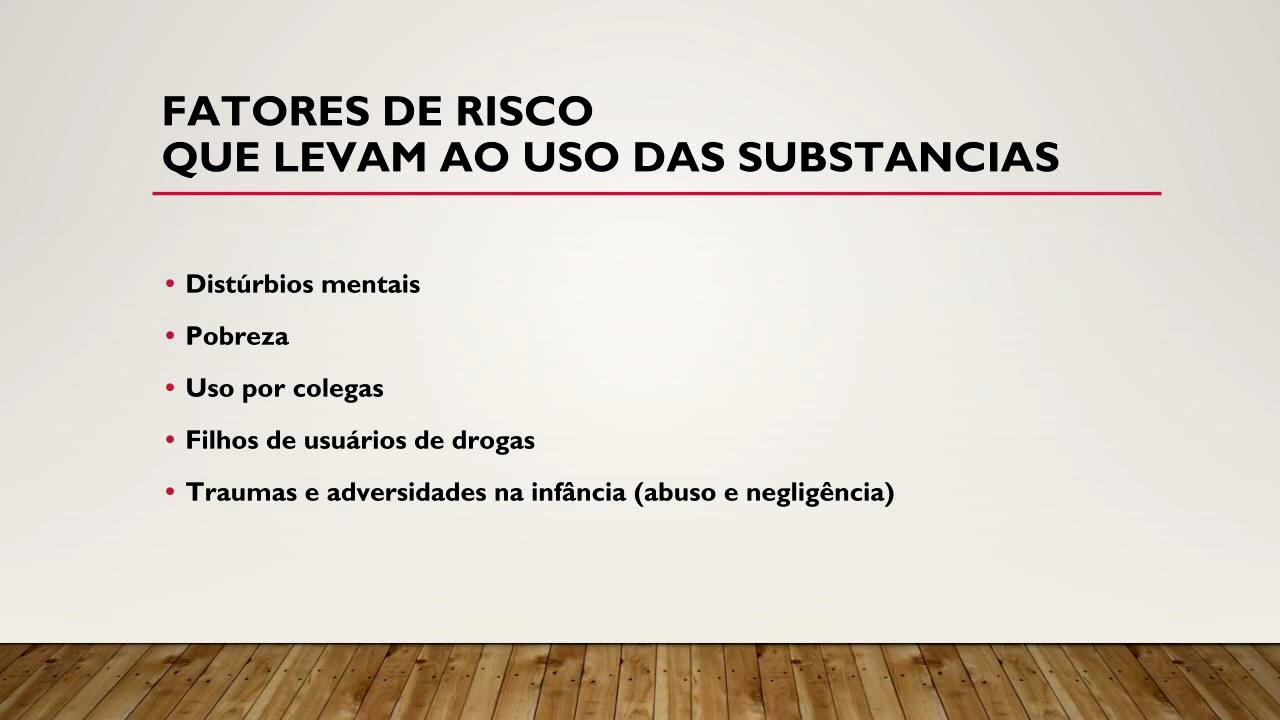 FATORES DE RISCO
QUE LEVAM AO USO DAS SUBSTANCIAS
• Distúrbios mentais
• Pobreza
• Uso por colegas
• Filhos de usuários de drogas
• Traumas e adversidades na infância (abuso e negligência)